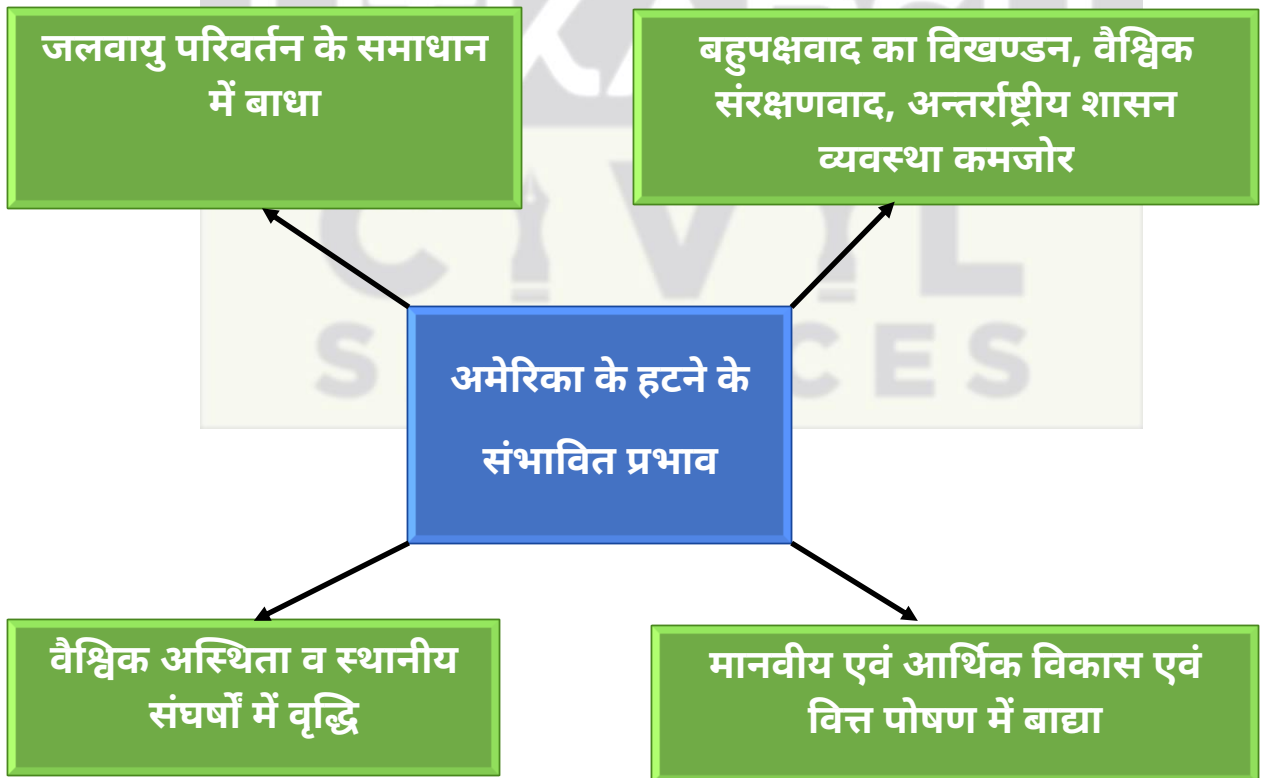 जलवायु परिवर्तन के समाधान
में बाधा
बहुपक्षवाद का विखण्डन, वैश्विक
संरक्षणवाद, अन्तर्राष्ट्रीय शासन
व्यवस्था कमजोर
अमेरिका के हटने के
संभावित प्रभाव
वैश्विक अस्थिता व स्थानीय
संघर्षों में वृद्धि
मानवीय एवं आर्थिक विकास एवं
वित्त पोषण में बाद्या